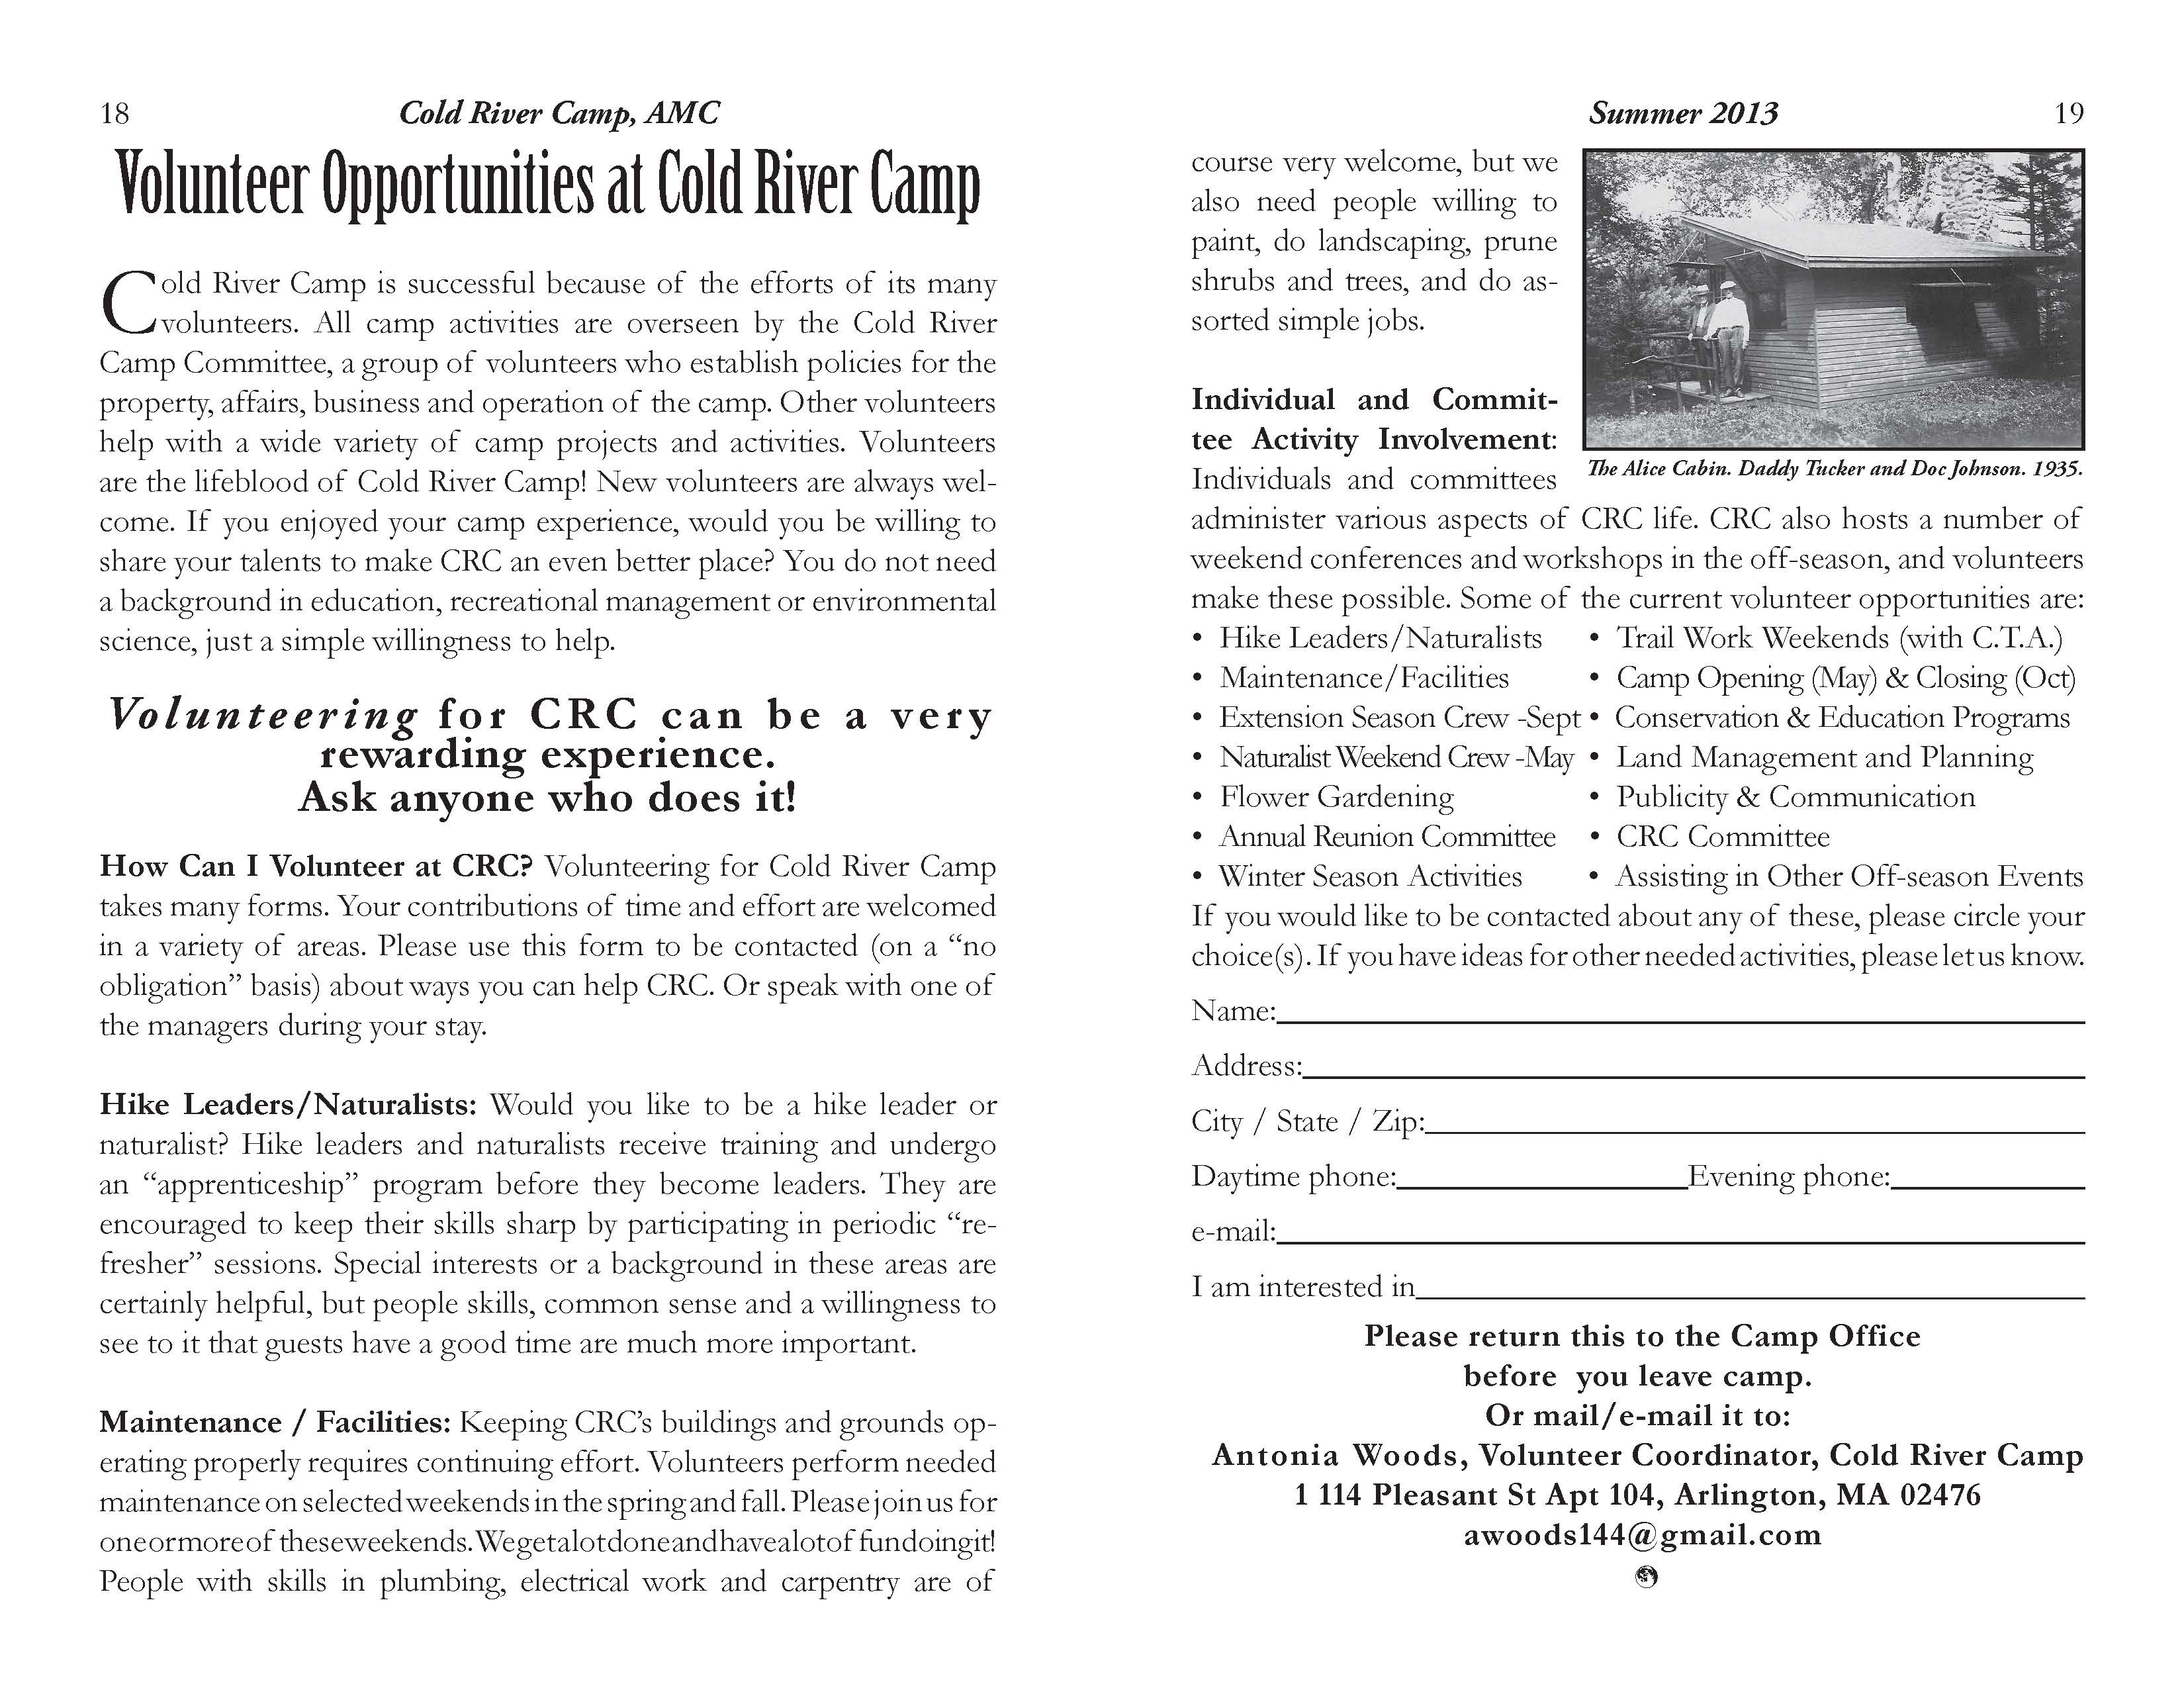 18
Cold River Camp, AMC
Volunteer Opportunities at Cold River Camp
Cold River Camp is successful because of the efforts of its many
volunteers. All camp activities are overseen by the Cold River
Camp Committee, a group of volunteers who establish policies for the
property, affairs, business and operation of the camp. Other volunteers
help with a wide variety of camp projects and activities. Volunteers
are the lifeblood of Cold River Camp! New volunteers are always wel-
come. If you enjoyed your camp experience, would you be willing to
share your talents to make CRC an even better place? You do not need
a background in education, recreational management or environmental
science, just a simple willingness to help.
Volunteering for CRC can be a very
rewarding experience.
Ask anyone who does it!
How Can I Volunteer at CRC? Volunteering for Cold River Camp
takes many forms. Your contributions of time and effort are welcomed
in a variety of areas. Please use this form to be contacted (on a “no
obligation” basis) about ways you can help CRC. Or speak with one of
the managers during your stay.
Hike Leaders/Naturalists: Would you like to be a hike leader or
naturalist? Hike leaders and naturalists receive training and undergo
an “apprenticeship” program before they become leaders. They are
encouraged to keep their skills sharp by participating in periodic “re-
fresher” sessions. Special interests or a background in these areas are
certainly helpful, but people skills, common sense and a willingness to
see to it that guests have a good time are much more important.
Maintenance / Facilities: Keeping CRC’s buildings and grounds op-
erating properly requires continuing effort. Volunteers perform needed
maintenance on selected weekends in the spring and fall. Please join us for
one or more of these weekends. We get a lot done and have a lot of fun doing it!
People with skills in plumbing, electrical work and carpentry are of
Summer 2013
19
course very welcome, but we
also need people willing to
paint, do landscaping, prune
shrubs and trees, and do as-
sorted simple jobs.
The Alice Cabin. Daddy Tucker and Doc Johnson. 1935.
Individual and Commit-
tee Activity Involvement:
Individuals and committees
administer various aspects of CRC life. CRC also hosts a number of
weekend conferences and workshops in the off-season, and volunteers
make these possible. Some of the current volunteer opportunities are:
• Hike Leaders/Naturalists • Trail Work Weekends (with C.T.A.)
• Maintenance/Facilities • Camp Opening (May) & Closing (Oct)
• Extension Season Crew -Sept • Conservation & Education Programs
• Naturalist Weekend Crew -May • Land Management and Planning
• Flower Gardening • Publicity & Communication
• Annual Reunion Committee • CRC Committee
• Winter Season Activities • Assisting in Other Off-season Events
If you would like to be contacted about any of these, please circle your
choice(s). If you have ideas for other needed activities, please let us know.
Name:
Address:
City / State / Zip:
Daytime phone: Evening phone:
e-mail:
I am interested in
Please return this to the Camp Office
before you leave camp.
Or mail/e-mail it to:
Antonia Woods, Volunteer Coordinator, Cold River Camp
1 114 Pleasant St Apt 104, Arlington, MA 02476
awoods144@gmail.com